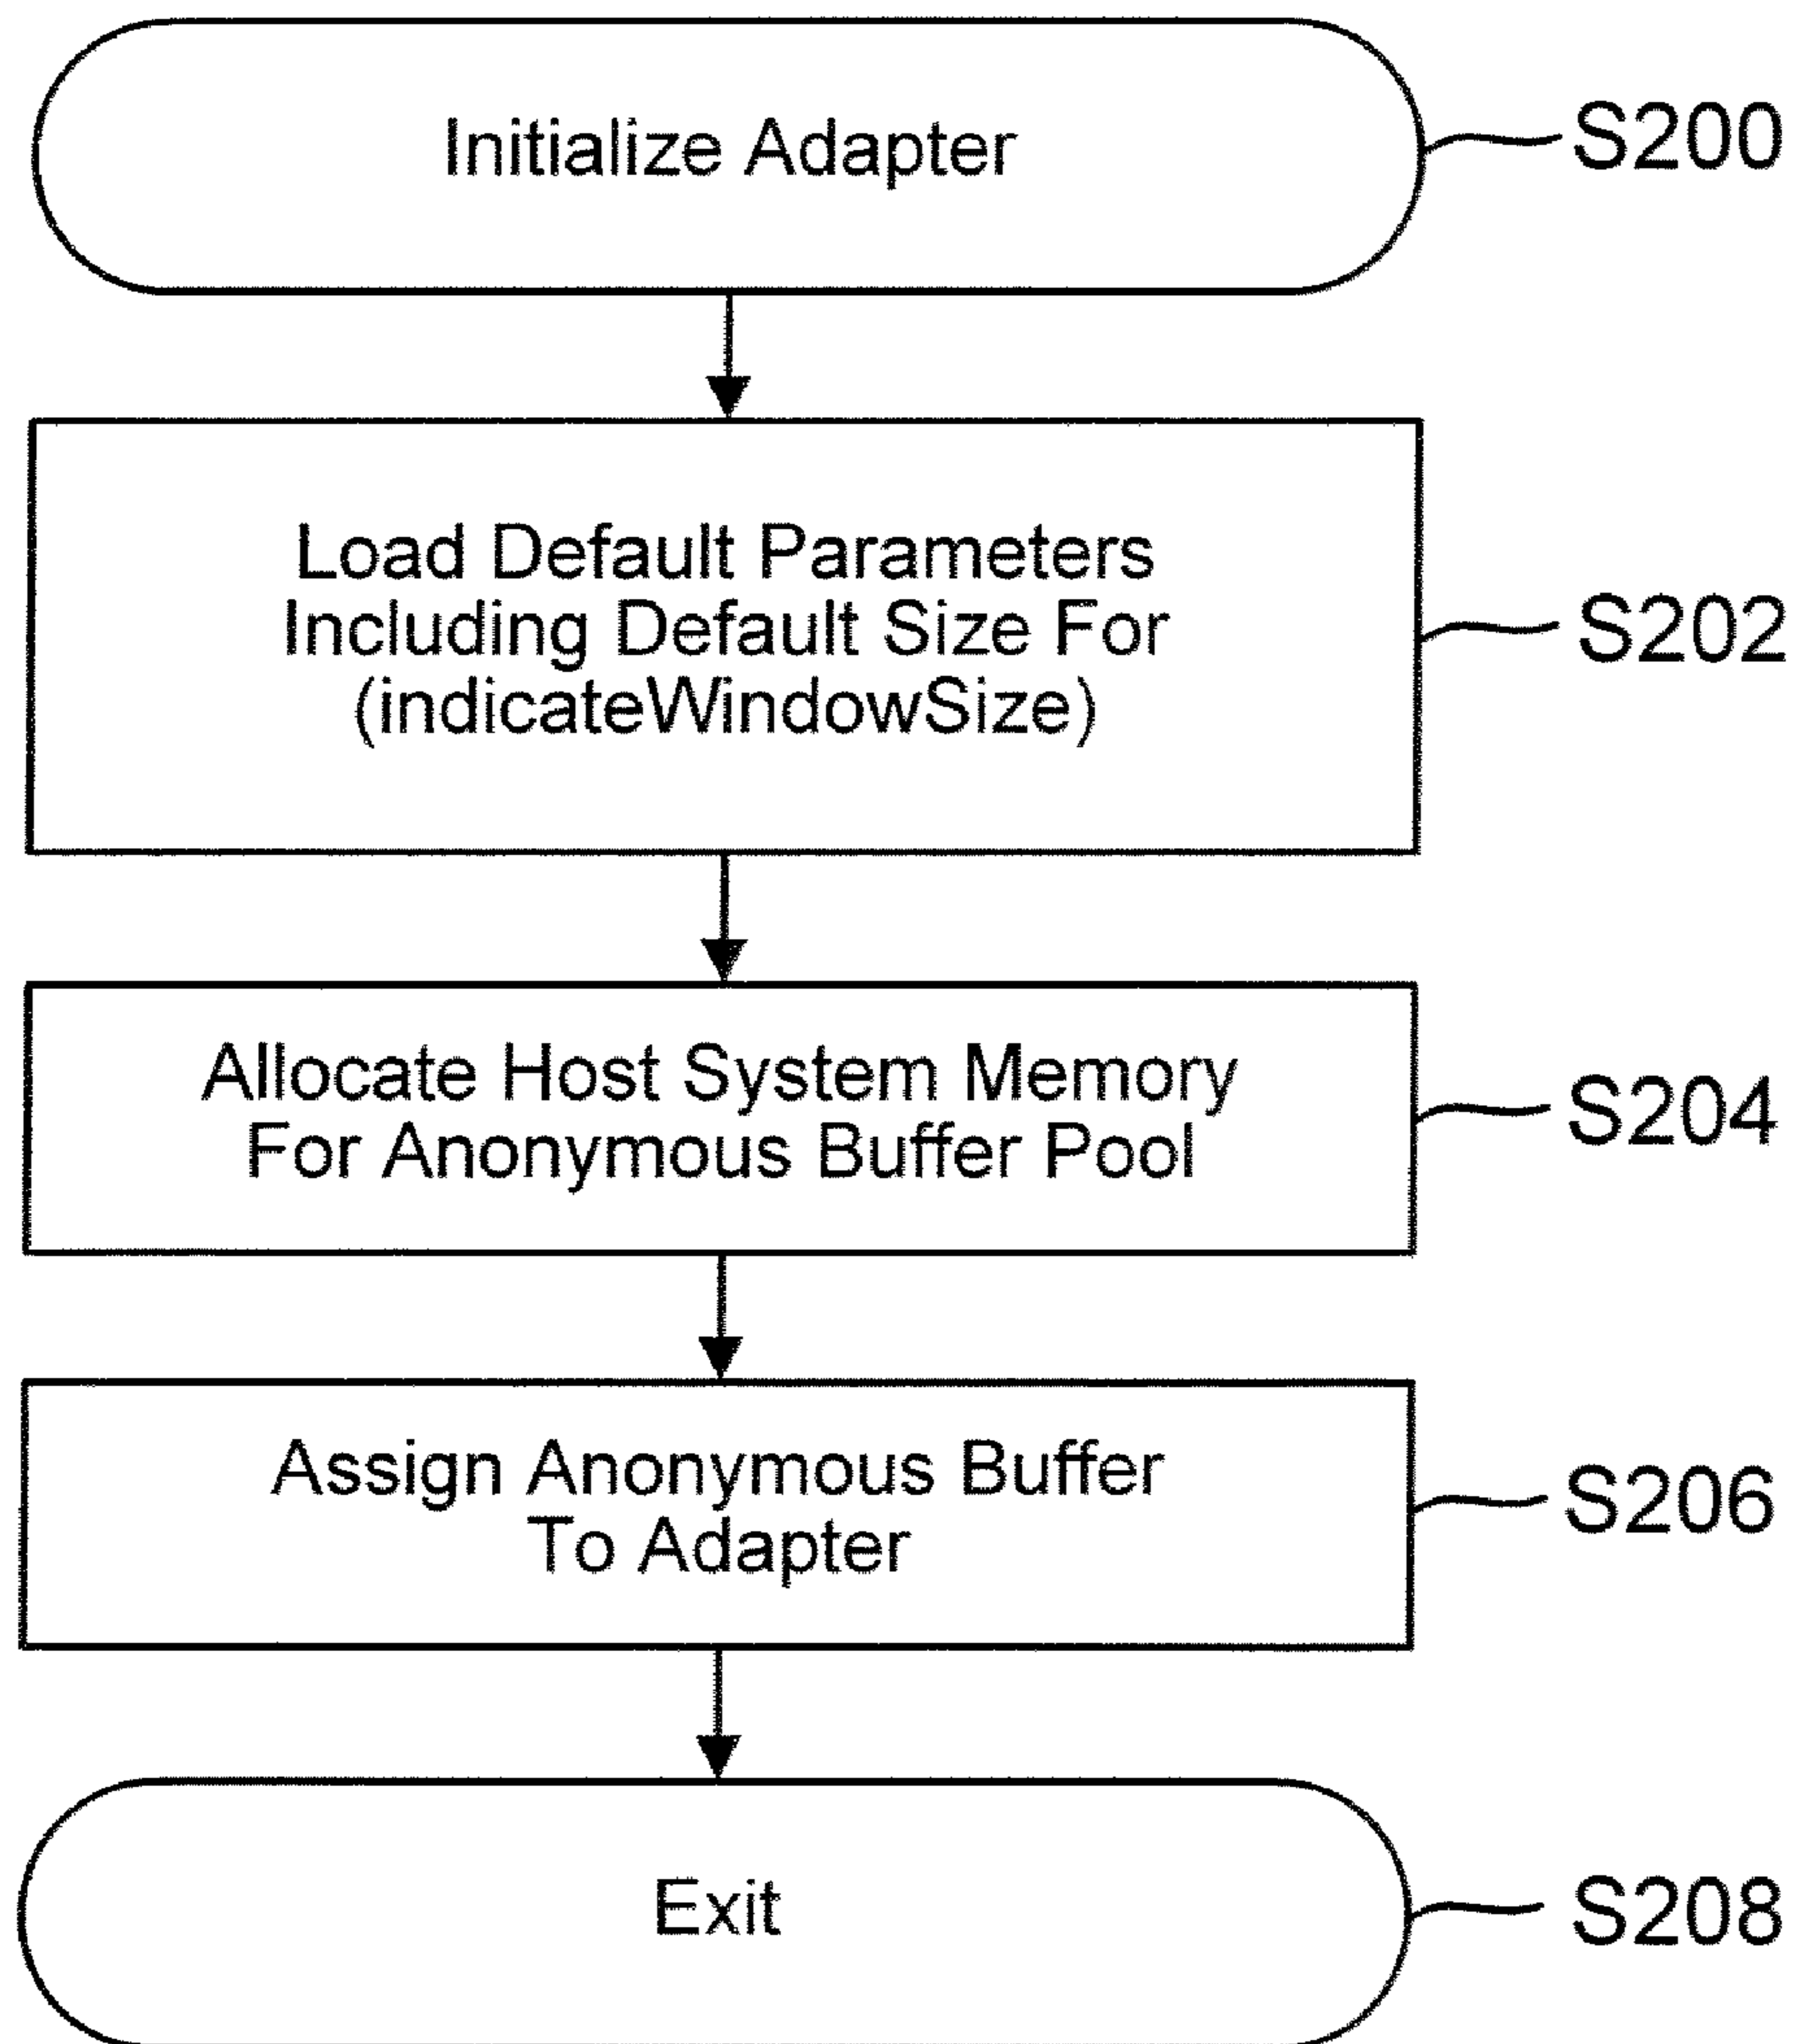 Initialize Adapter
S200
Load Default Parameters
Including Default Size For
(indicateWindowSize)
S202
Allocate Host System Memory
For Anonymous Buffer Pool
S204
Assign Anonymous Buffer
To Adapter
S206
Exit
S208